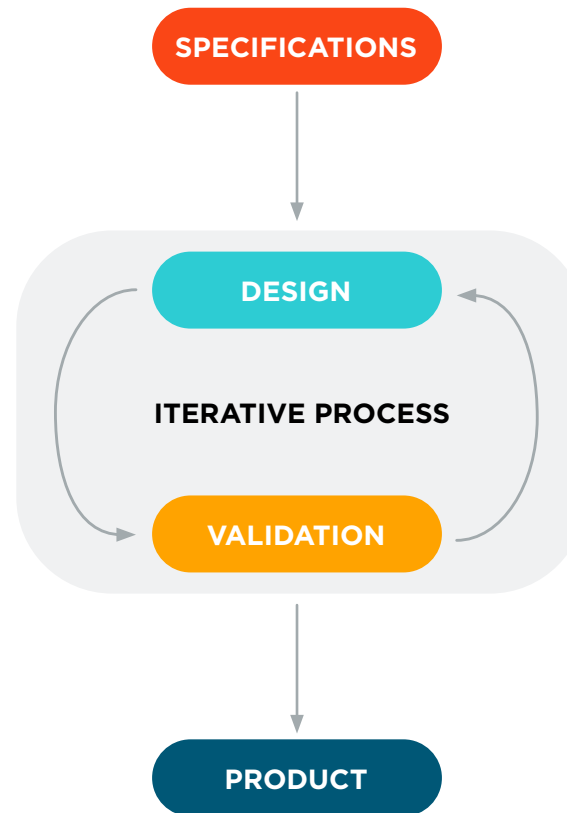 SPECIFICATIONS
DESIGN
ITERATIVE PROCESS
VALIDATION
PRODUCT